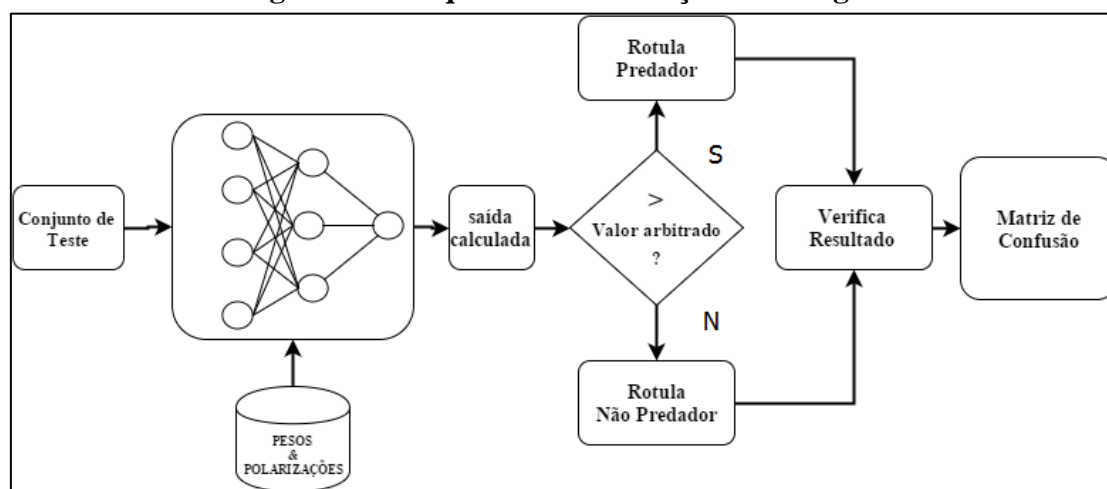 Conjunto de
Teste
PESOS
&
POLARIZAÇÕES
saída
calculada
>
Valor arbitrado
?
S
N
Rotula
Predador
Rotula
Não Predador
Verifica
Resultado
Matriz de
Confusão